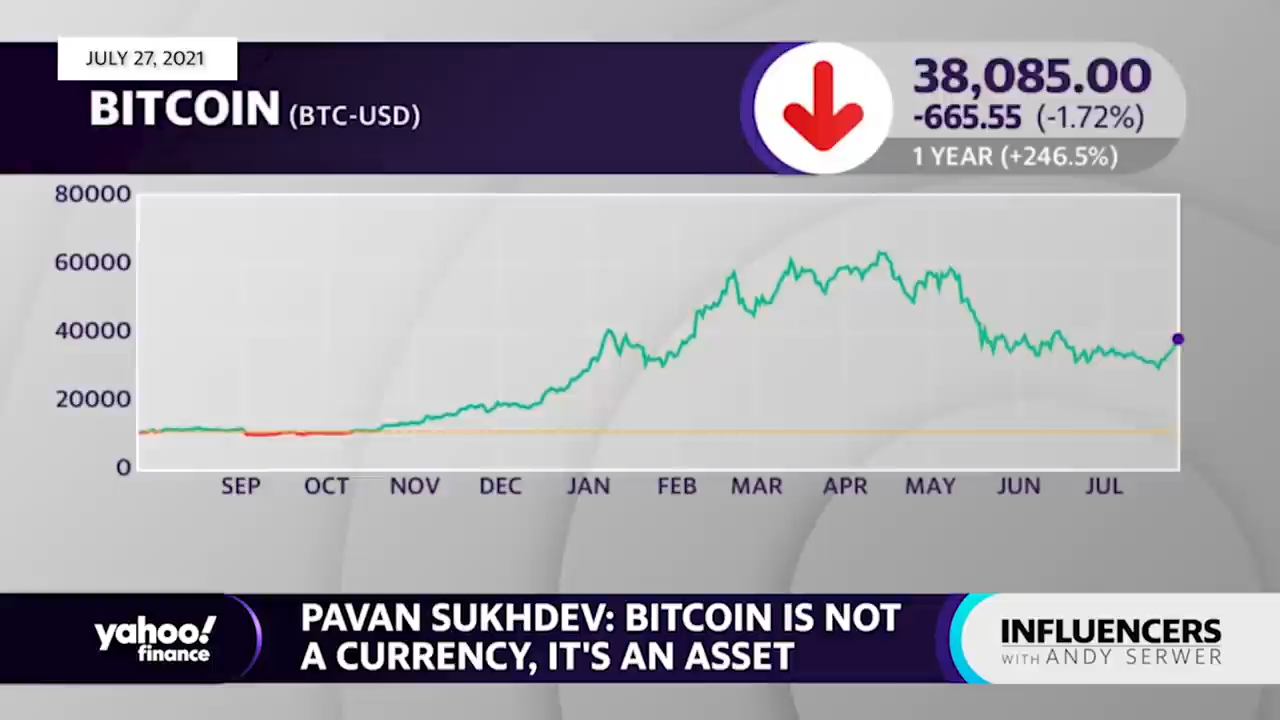 JULY 27, 2021
BITCOIN (BTC-USD)
38,085.00
-665.55 (-1.72%)
1 YEAR (+246.5%)
80000
60000
40000
20000
0
SEP OCT NOV DEC JAN FEB MAR APR MAY JUN JUL
yahoo!
finance
PAVAN SUKHDEV: BITCOIN IS NOT
A CURRENCY, IT'S AN ASSET
INFLUENCERS
WITH ANDY SERWER